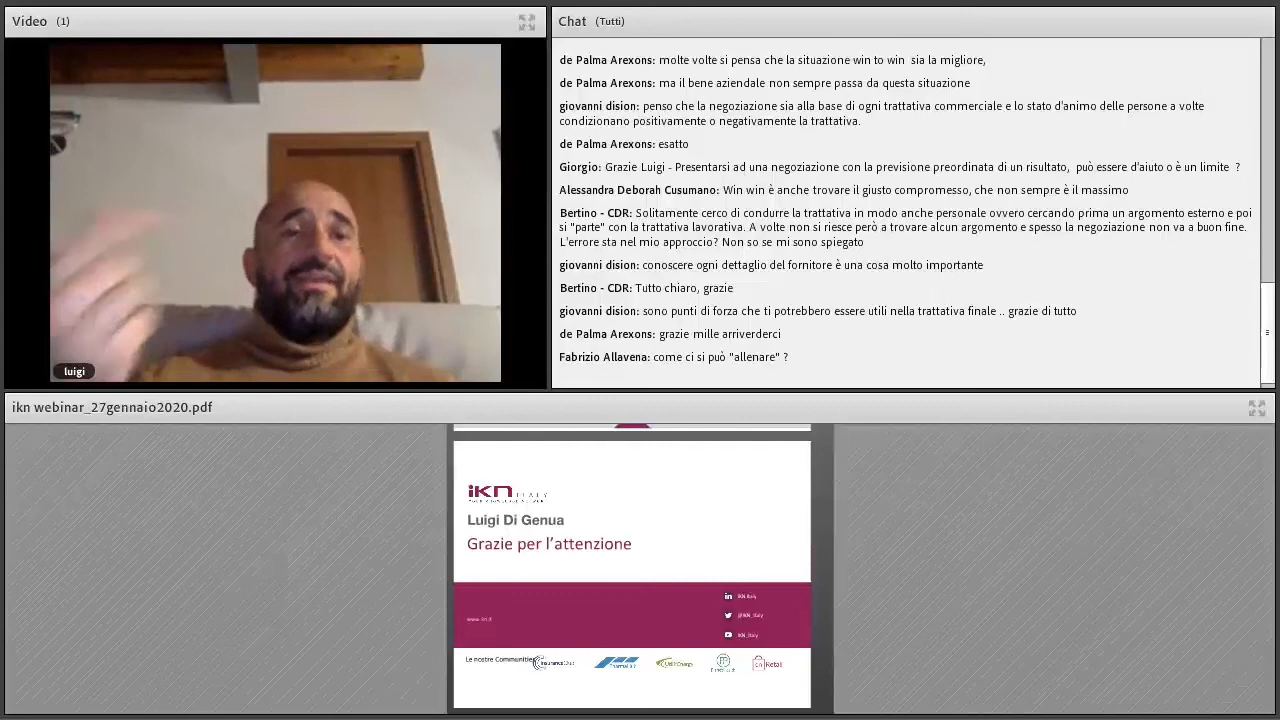 Video (1)
luigi
Chat (Tutti)
de Palma Arexons: molte volte si pensa che la situazione win to win sia la migliore,
de Palma Arexons: ma il bene aziendale non sempre passa da questa situazione
giovanni dision: penso che la negoziazione sia alla base di ogni trattativa commerciale e lo stato d'animo delle persone a volte
condizionano positivamente o negativamente la trattativa.
de Palma Arexons: esatto
Giorgio: Grazie Luigi - Presentarsi ad una negoziazione con la previsione preordinata di un risultato, può essere d'aiuto o è un limite ?
Alessandra Deborah Cusumano: Win win è anche trovare il giusto compromesso, che non sempre è il massimo
Bertino - CDR: Solitamente cerco di condurre la trattativa in modo anche personale ovvero cercando prima un argomento esterno e poi
si "parte" con la trattativa lavorativa. A volte non si riesce però a trovare alcun argomento e spesso la negoziazione non va a buon fine.
L'errore sta nel mio approccio? Non so se mi sono spiegato
giovanni dision: conoscere ogni dettaglio del fornitore è una cosa molto importante
Bertino - CDR: Tutto chiaro, grazie
giovanni dision: sono punti di forza che ti potrebbero essere utili nella trattativa finale .. grazie di tutto
de Palma Arexons: grazie mille arriverderci
Fabrizio Allavena: come ci si può "allenare" ?
ikn webinar_27gennaio2020.pdf
iKN ITALY
Luigi Di Genua
Grazie per l'attenzione
in IKN Italy
@IKN_Italy
IKN_Italy
Le nostre Communities
Retail